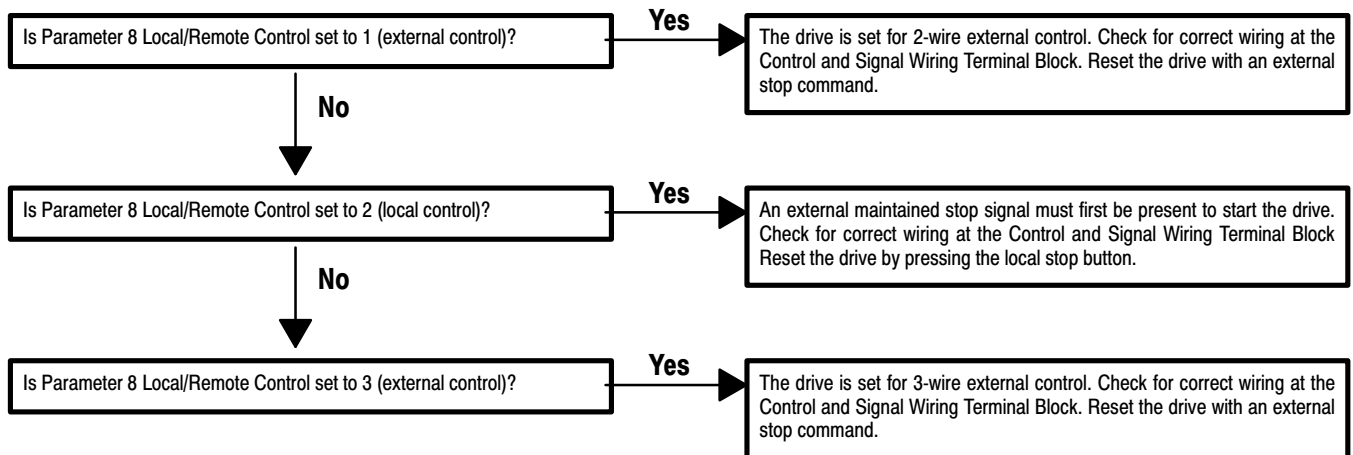 Is Parameter 8 Local/Remote Control set to 1 (external control)?
Yes
The drive is set for 2-wire external control. Check for correct wiring at the
Control and Signal Wiring Terminal Block. Reset the drive with an external
stop command.
No
Is Parameter 8 Local/Remote Control set to 2 (local control)?
Yes
An external maintained stop signal must first be present to start the drive.
Check for correct wiring at the Control and Signal Wiring Terminal Block
Reset the drive by pressing the local stop button.
No
Is Parameter 8 Local/Remote Control set to 3 (external control)?
Yes
The drive is set for 3-wire external control. Check for correct wiring at the
Control and Signal Wiring Terminal Block. Reset the drive with an external
stop command.